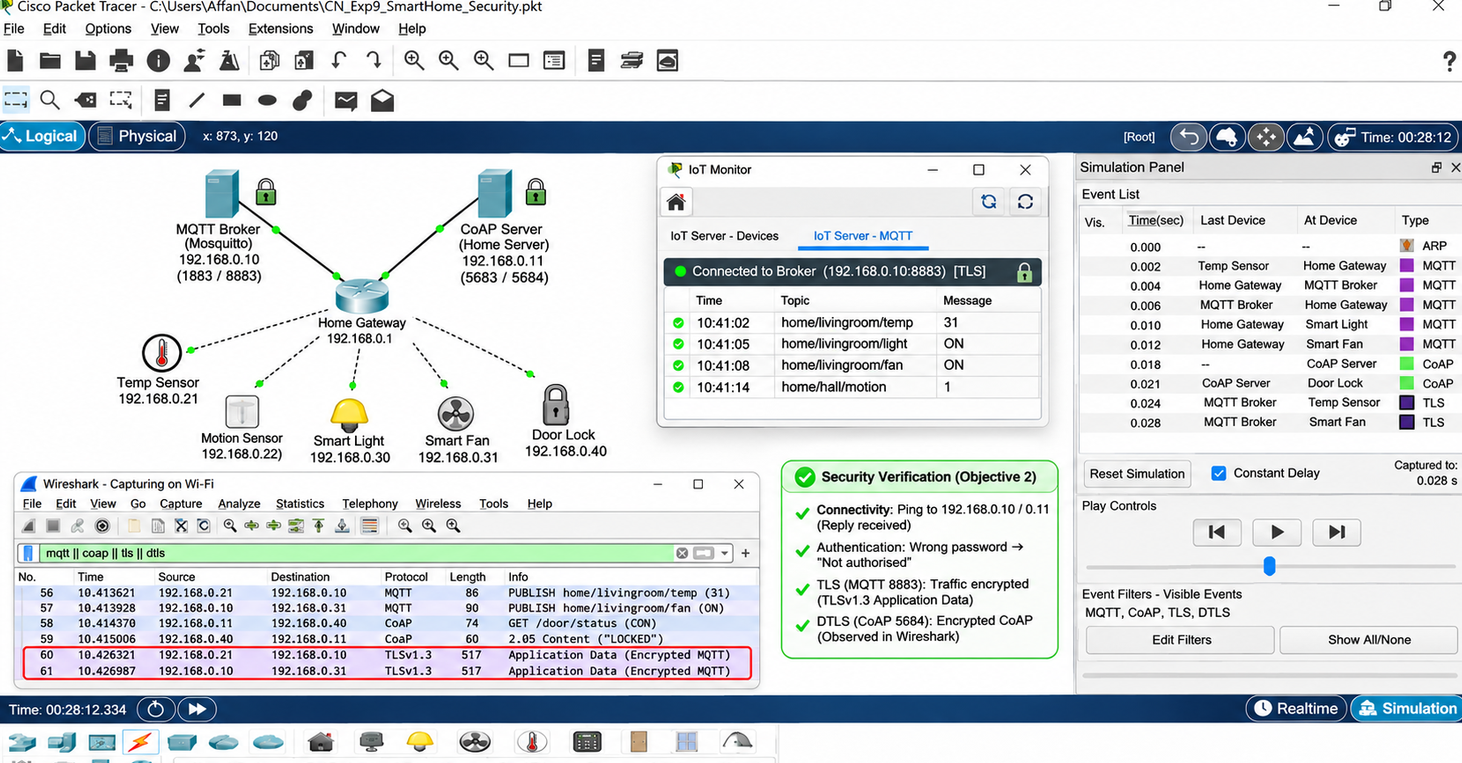 Cisco Packet Tracer - C:\Users\Affan\Documents\CN_Exp9_SmartHome_Security.pkt
File Edit Options View Tools Extensions Window Help
?
Logical Physical x: 873, y: 120 [Root] Time: 00:28:12
MQTT Broker
(Mosquitto)
192.168.0.10
(1883 / 8883)
CoAP Server
(Home Server)
192.168.0.11
(5683 / 5684)
Home Gateway
192.168.0.1
Temp Sensor
192.168.0.21
Motion Sensor
192.168.0.22)
Smart Light
192.168.0.30
Smart Fan
192.168.0.31
Door Lock
192.168.0.40
IoT Monitor
IoT Server - Devices IoT Server - MQTT
Connected to Broker (192.168.0.10:8883) [TLS]
Time Topic Message
10:41:02 home/livingroom/temp 31
10:41:05 home/livingroom/light ON
10:41:08 home/livingroom/fan ON
10:41:14 home/hall/motion 1
Simulation Panel
Event List
Vis. Time(sec) Last Device At Device Type
0.000 -- -- ARP
0.002 Temp Sensor Home Gateway MQTT
0.004 Home Gateway MQTT Broker MQTT
0.006 MQTT Broker Home Gateway MQTT
0.010 Home Gateway Smart Light MQTT
0.012 Home Gateway Smart Fan MQTT
0.018 -- CoAP Server CoAP
0.021 CoAP Server Door Lock CoAP
0.024 MQTT Broker Temp Sensor TLS
0.028 MQTT Broker Smart Fan TLS
Reset Simulation Constant Delay Captured to:
0.028 s
Play Controls
Event Filters - Visible Events
MQTT, CoAP, TLS, DTLS
Edit Filters Show All/None
Wireshark - Capturing on Wi-Fi
File Edit View Go Capture Analyze Statistics Telephony Wireless Tools Help
mqtt || coap || tls || dtls
No. Time Source Destination Protocol Length Info
56 10.413621 192.168.0.21 192.168.0.10 MQTT 86 PUBLISH home/livingroom/temp (31)
57 10.413928 192.168.0.10 192.168.0.31 MQTT 90 PUBLISH home/livingroom/fan (ON)
58 10.414370 192.168.0.11 192.168.0.40 CoAP 74 GET /door/status (CON)
59 10.415006 192.168.0.40 192.168.0.11 CoaP 60 2.05 Content ("LOCKED")
60 10.426321 192.168.0.21 192.168.0.10 TLSv1.3 517 Application Data (Encrypted MQTT)
61 10.426987 192.168.0.10 192.168.0.31 TLSv1.3 517 Application Data (Encrypted MQTT)
Security Verification (Objective 2)
Connectivity: Ping to 192.168.0.10 / 0.11
(Reply received)
Authentication: Wrong password →
"Not authorised"
TLS (MQTT 8883): Traffic encrypted
(TLSv1.3 Application Data)
DTLS (CoAP 5684): Encrypted CoAP
(Observed in Wireshark)
Time: 00:28:12.334 Realtime Simulation